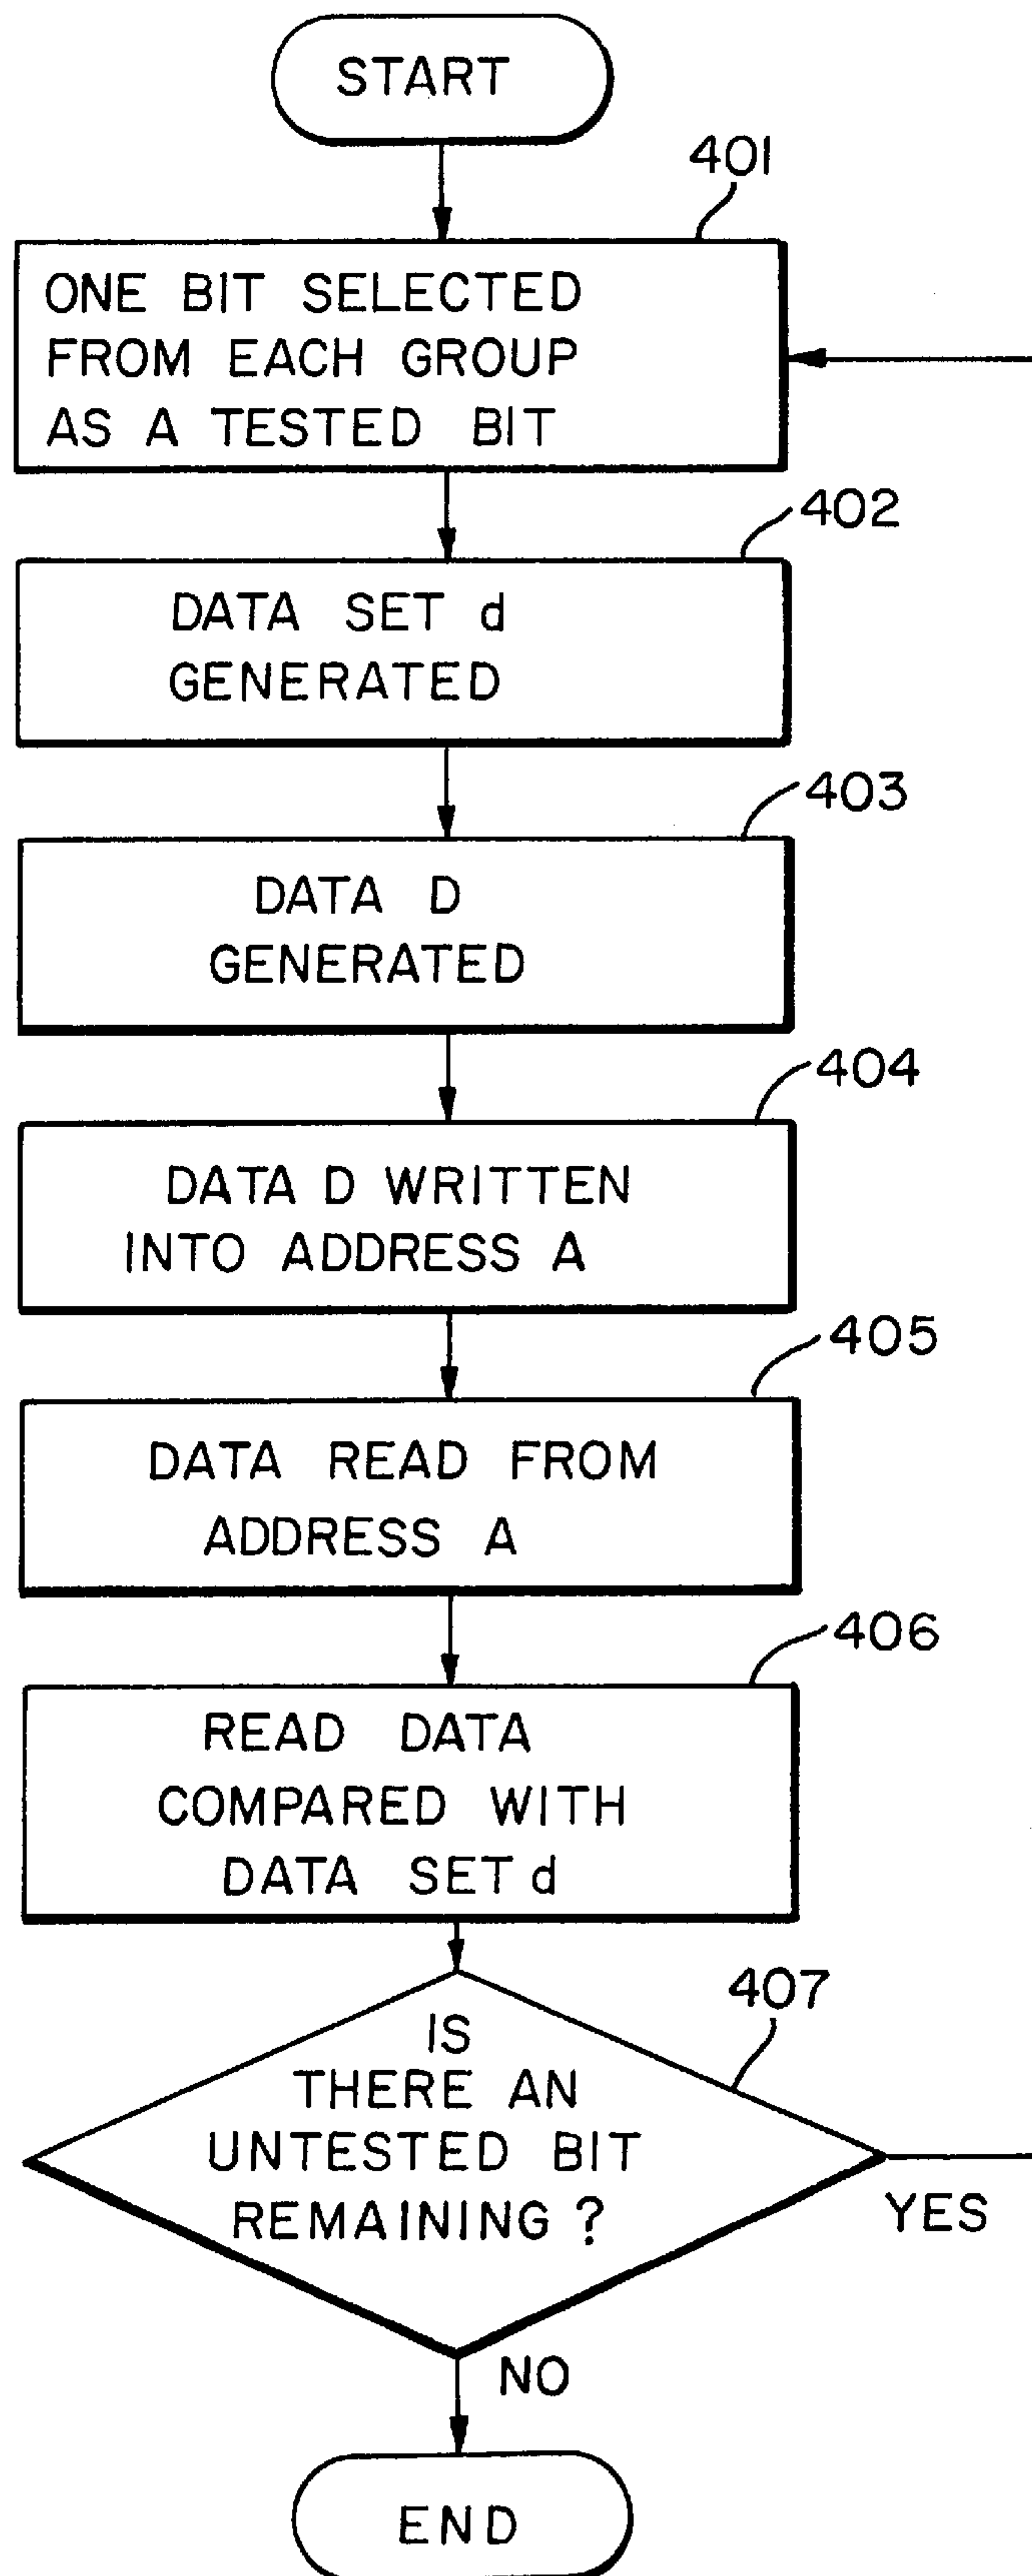 START
401
ONE BIT SELECTED
FROM EACH GROUP
AS A TESTED BIT
402
DATA SET d
GENERATED
403
DATA D
GENERATED
404
DATA D WRITTEN
INTO ADDRESS A
405
DATA READ FROM
ADDRESS A
406
READ DATA
COMPARED WITH
DATA SET d
407
IS
THERE AN
UNTESTED BIT
REMAINING ?
YES
NO
END